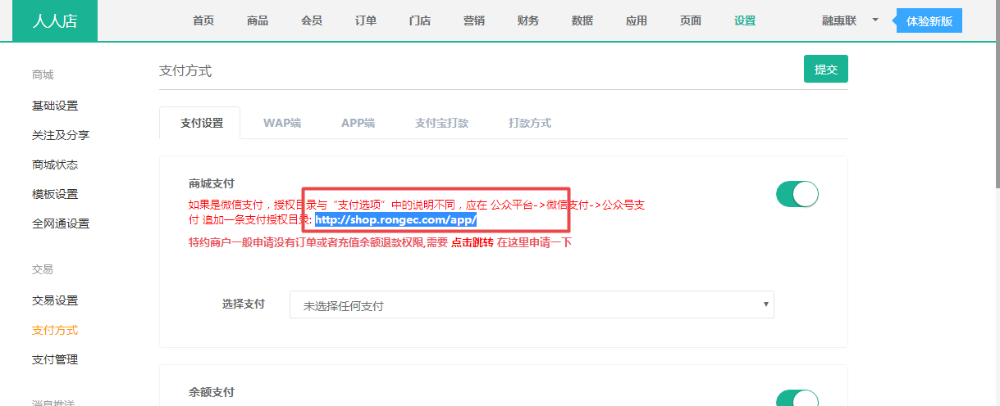 人人店
首页 商品 会员 订单 门店 营销 财务 数据 应用 页面 设置 融惠联 体验新版
商城
基础设置
关注及分享
商城状态
模板设置
全网通设置
交易
交易设置
支付方式
支付管理
消息推送
支付方式
提交
支付设置 WAP端 APP端 支付宝打款 打款方式
商城支付
如果是微信支付，授权目录与“支付选项”中的说明不同，应在 公众平台->微信支付->公众号支
付 追加一条支付授权目录: http://shop.rongec.com/app/
特约商户一般申请没有订单或者充值余额退款权限,需要 点击跳转 在这里申请一下
选择支付 未选择任何支付
余额支付